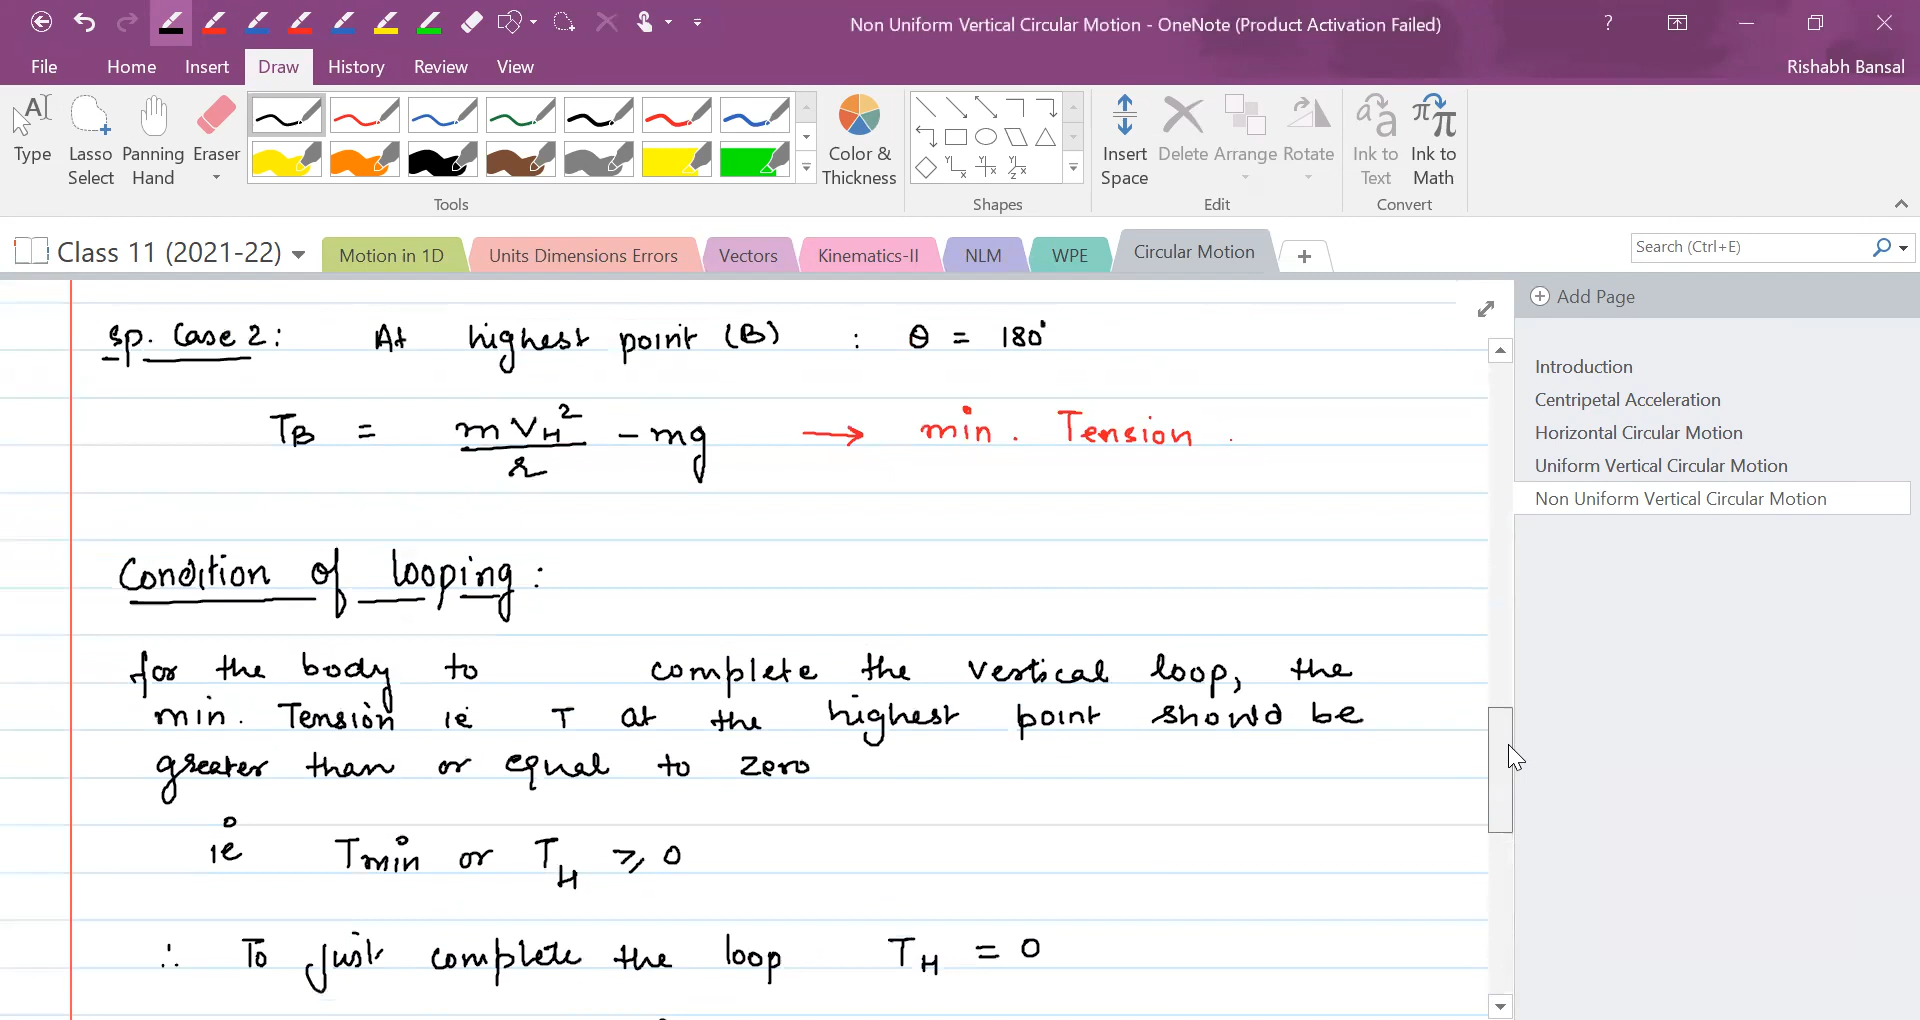 Non Uniform Vertical Circular Motion - OneNote (Product Activation Failed)
?
File Home Insert Draw History Review View
Rishabh Bansal
Type
Lasso Select
Panning Hand
Eraser
Color & Thickness
Insert Space
Delete
Arrange
Rotate
Ink to Text
Ink to Math
Tools
Shapes
Edit
Convert
Class 11 (2021-22)
Motion in 1D
Units Dimensions Errors
Vectors
Kinematics-II
NLM
WPE
Circular Motion
+
Search (Ctrl+E)
Add Page
Introduction
Centripetal Acceleration
Horizontal Circular Motion
Uniform Vertical Circular Motion
Non Uniform Vertical Circular Motion
Sp. Case 2: At highest point (B) : θ = 180°
T_B = mV_H²/r - mg → min. Tension.
Condition of looping:
for the body to complete the vertical loop, the
min. Tension ie T at the highest point should be
greater than or equal to zero
ie Tmin or T_H ≥ 0
∴ To just complete the loop T_H = 0